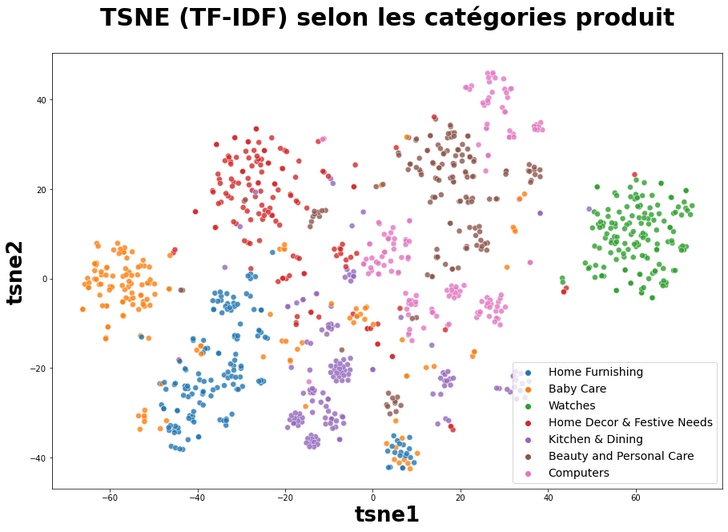 TSNE (TF-IDF) selon les catégories produit
tsne2
40
20
0
−20
−40
−60
−40
−20
0
20
40
60
tsne1
Home Furnishing
Baby Care
Watches
Home Decor & Festive Needs
Kitchen & Dining
Beauty and Personal Care
Computers